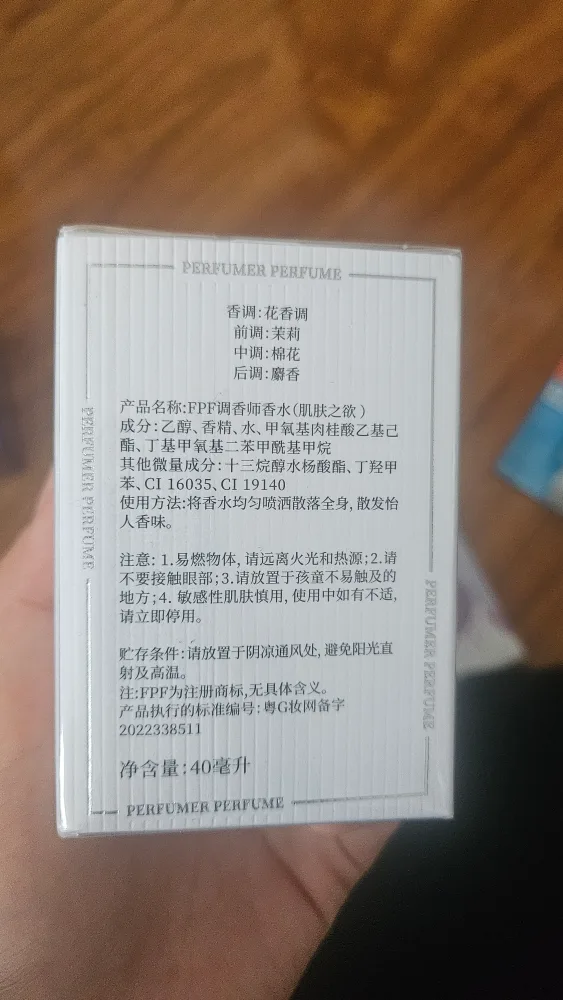 PERFUMER PERFUME
香调:花香调
前调:茉莉
中调:棉花
后调:麝香
产品名称:FPF调香师香水(肌肤之欲 )
成分:乙醇、香精、水、甲氧基肉桂酸乙基己
酯、丁基甲氧基二苯甲酰基甲烷
其他微量成分:十三烷醇水杨酸酯、丁羟甲
苯、CI 16035、CI 19140
使用方法:将香水均匀喷洒散落全身,散发怡
人香味。
注意: 1.易燃物体, 请远离火光和热源;2.请
不要接触眼部;3.请放置于孩童不易触及的
地方;4. 敏感性肌肤慎用, 使用中如有不适,
请立即停用。
贮存条件: 请放置于阴凉通风处, 避免阳光直
射及高温。
注:FPF为注册商标,无具体含义。
产品执行的标准编号: 粤G妆网备字
2022338511
净含量:40毫升
PERFUMER PERFUME
PERFUMER PERFUME
PERFUMER PERFUME